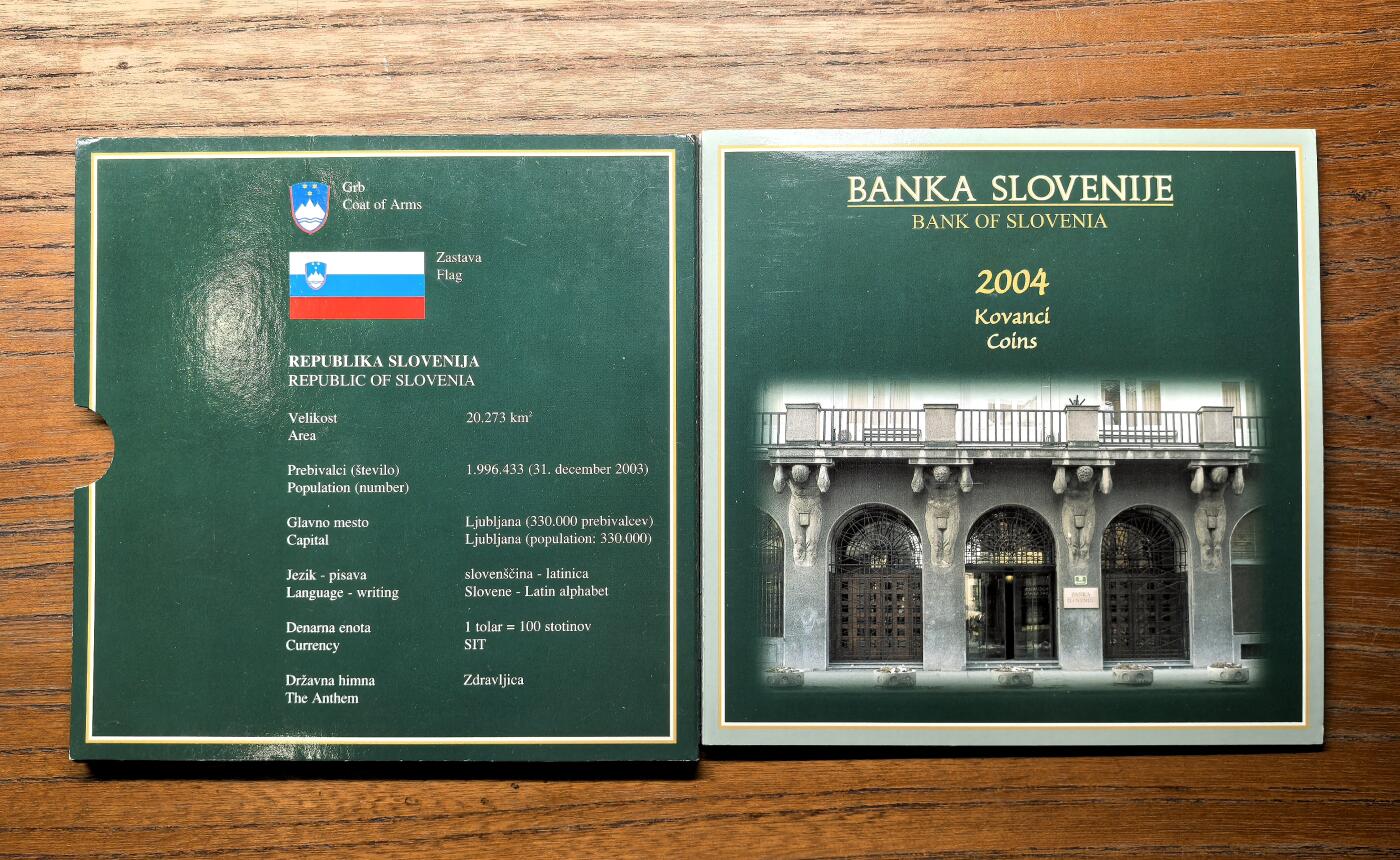 Grb
Coat of Arms
Zastava
Flag
REPUBLIKA SLOVENIJA
REPUBLIC OF SLOVENIA
Velikost 20.273 km²
Area
Prebivalci (število) 1.996.433 (31. december 2003)
Population (number)
Glavno mesto Ljubljana (330.000 prebivalcev)
Capital Ljubljana (population: 330.000)
Jezik - pisava slovenščina - latinica
Language - writing Slovene - Latin alphabet
Denarna enota 1 tolar = 100 stotinov
Currency SIT
Državna himna Zdravljica
The Anthem
BANKA SLOVENIJE
BANK OF SLOVENIA
2004
Kovanci
Coins
BANKA
SLOVENIJE